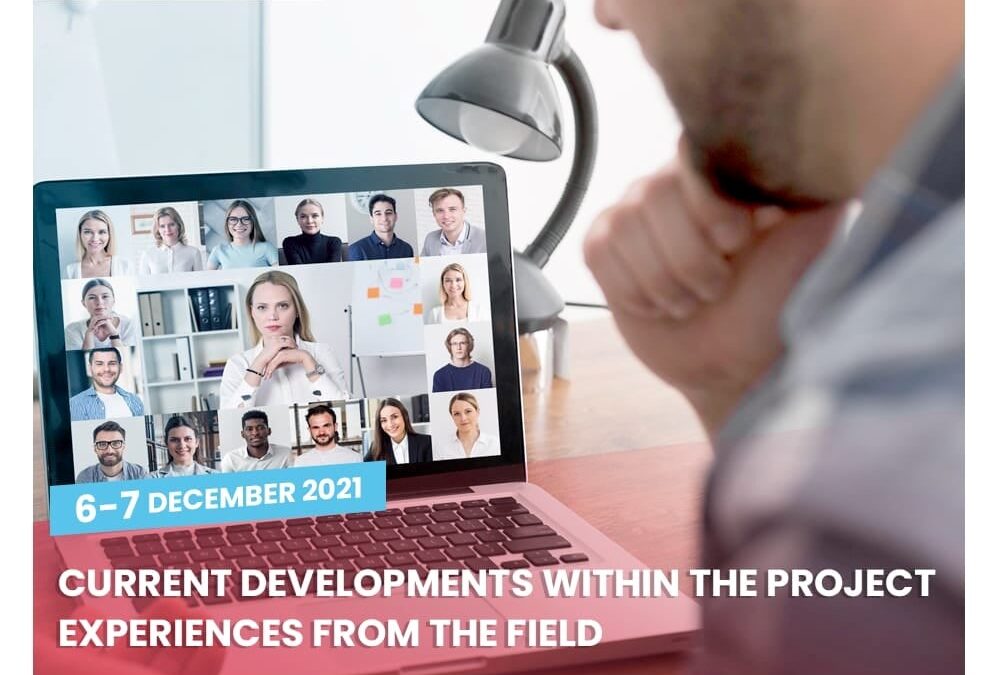 6-7 DECEMBER 2021
CURRENT DEVELOPMENTS WITHIN THE PROJECT
EXPERIENCES FROM THE FIELD